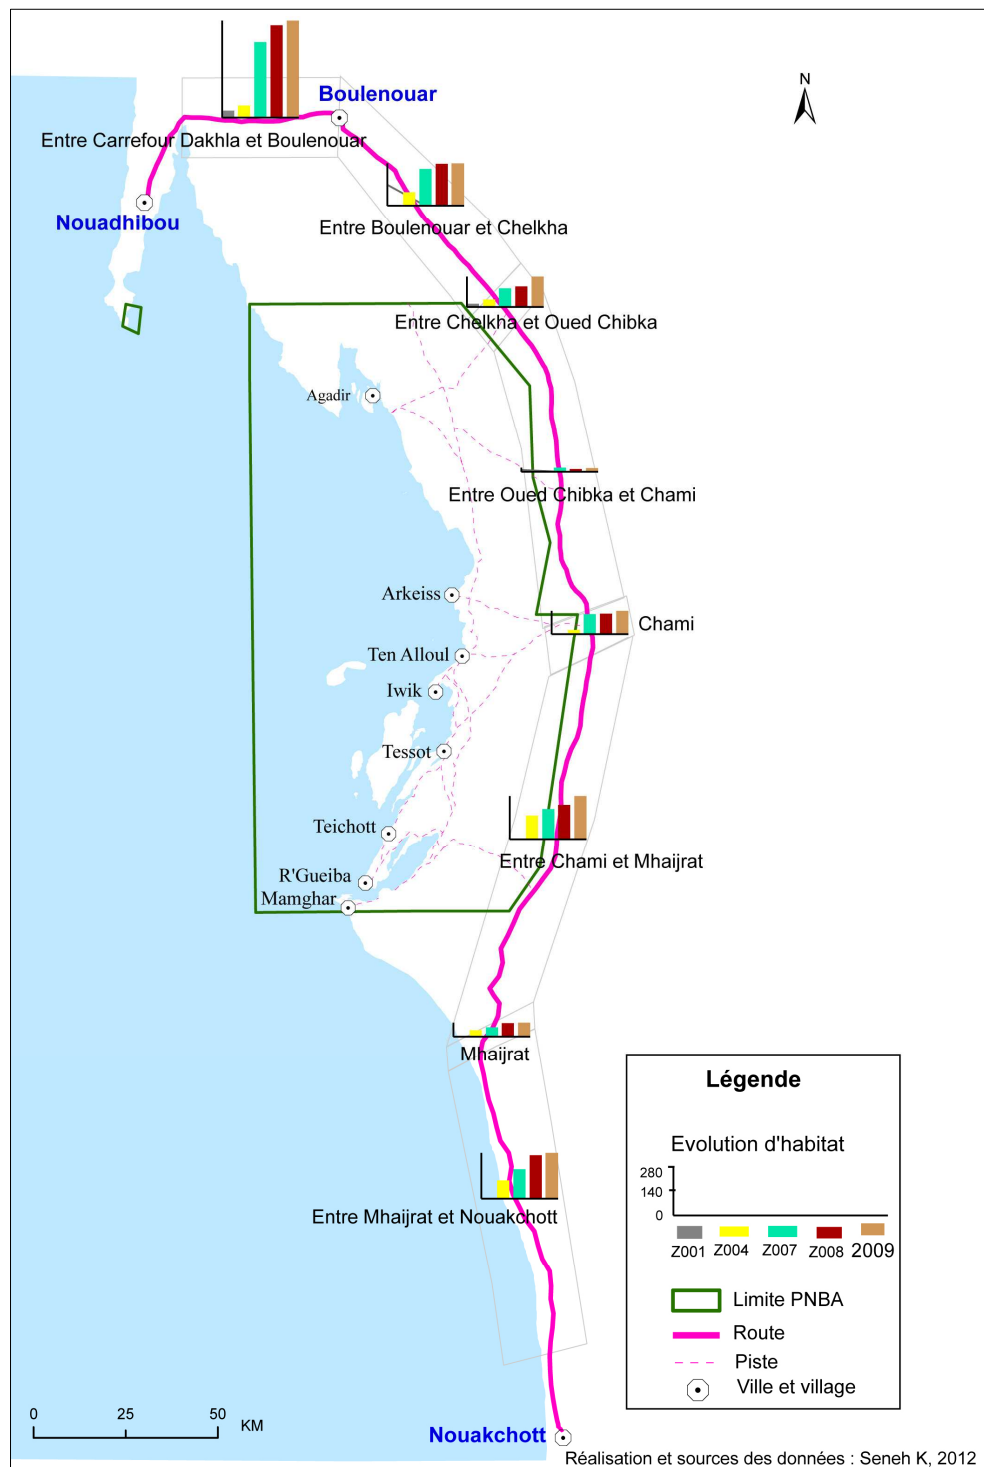 N
Boulenouar
Entre Carrefour Dakhla et Boulenouar
Nouadhibou
Entre Boulenouar et Chelkha
Entre Chelkha et Oued Chibka
Agadir
Entre Oued Chibka et Chami
Arkeiss
Chami
Ten Alloul
Iwik
Tessot
Teichott
Entre Chami et Mhaijrat
R'Gueiba
Mamghar
Mhaijrat
Légende
Evolution d'habitat
280
140
0
Z001 Z004 Z007 Z008 2009
Entre Mhaijrat et Nouakchott
Limite PNBA
Route
Piste
Ville et village
0 25 50
KM
Nouakchott
Réalisation et sources des données : Seneh K, 2012